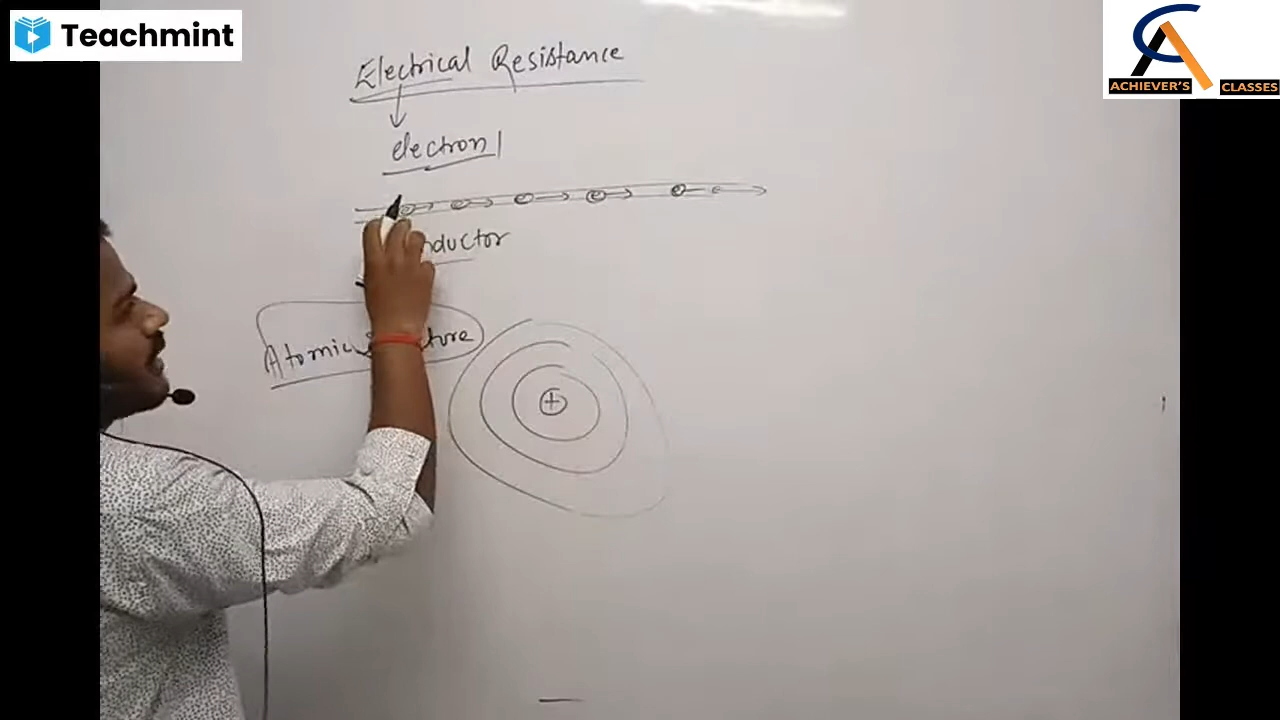 Teachmint
ACHIEVER'S CLASSES
Electrical Resistance
electron
e e e e e e
nductor
Atomic S ture
+